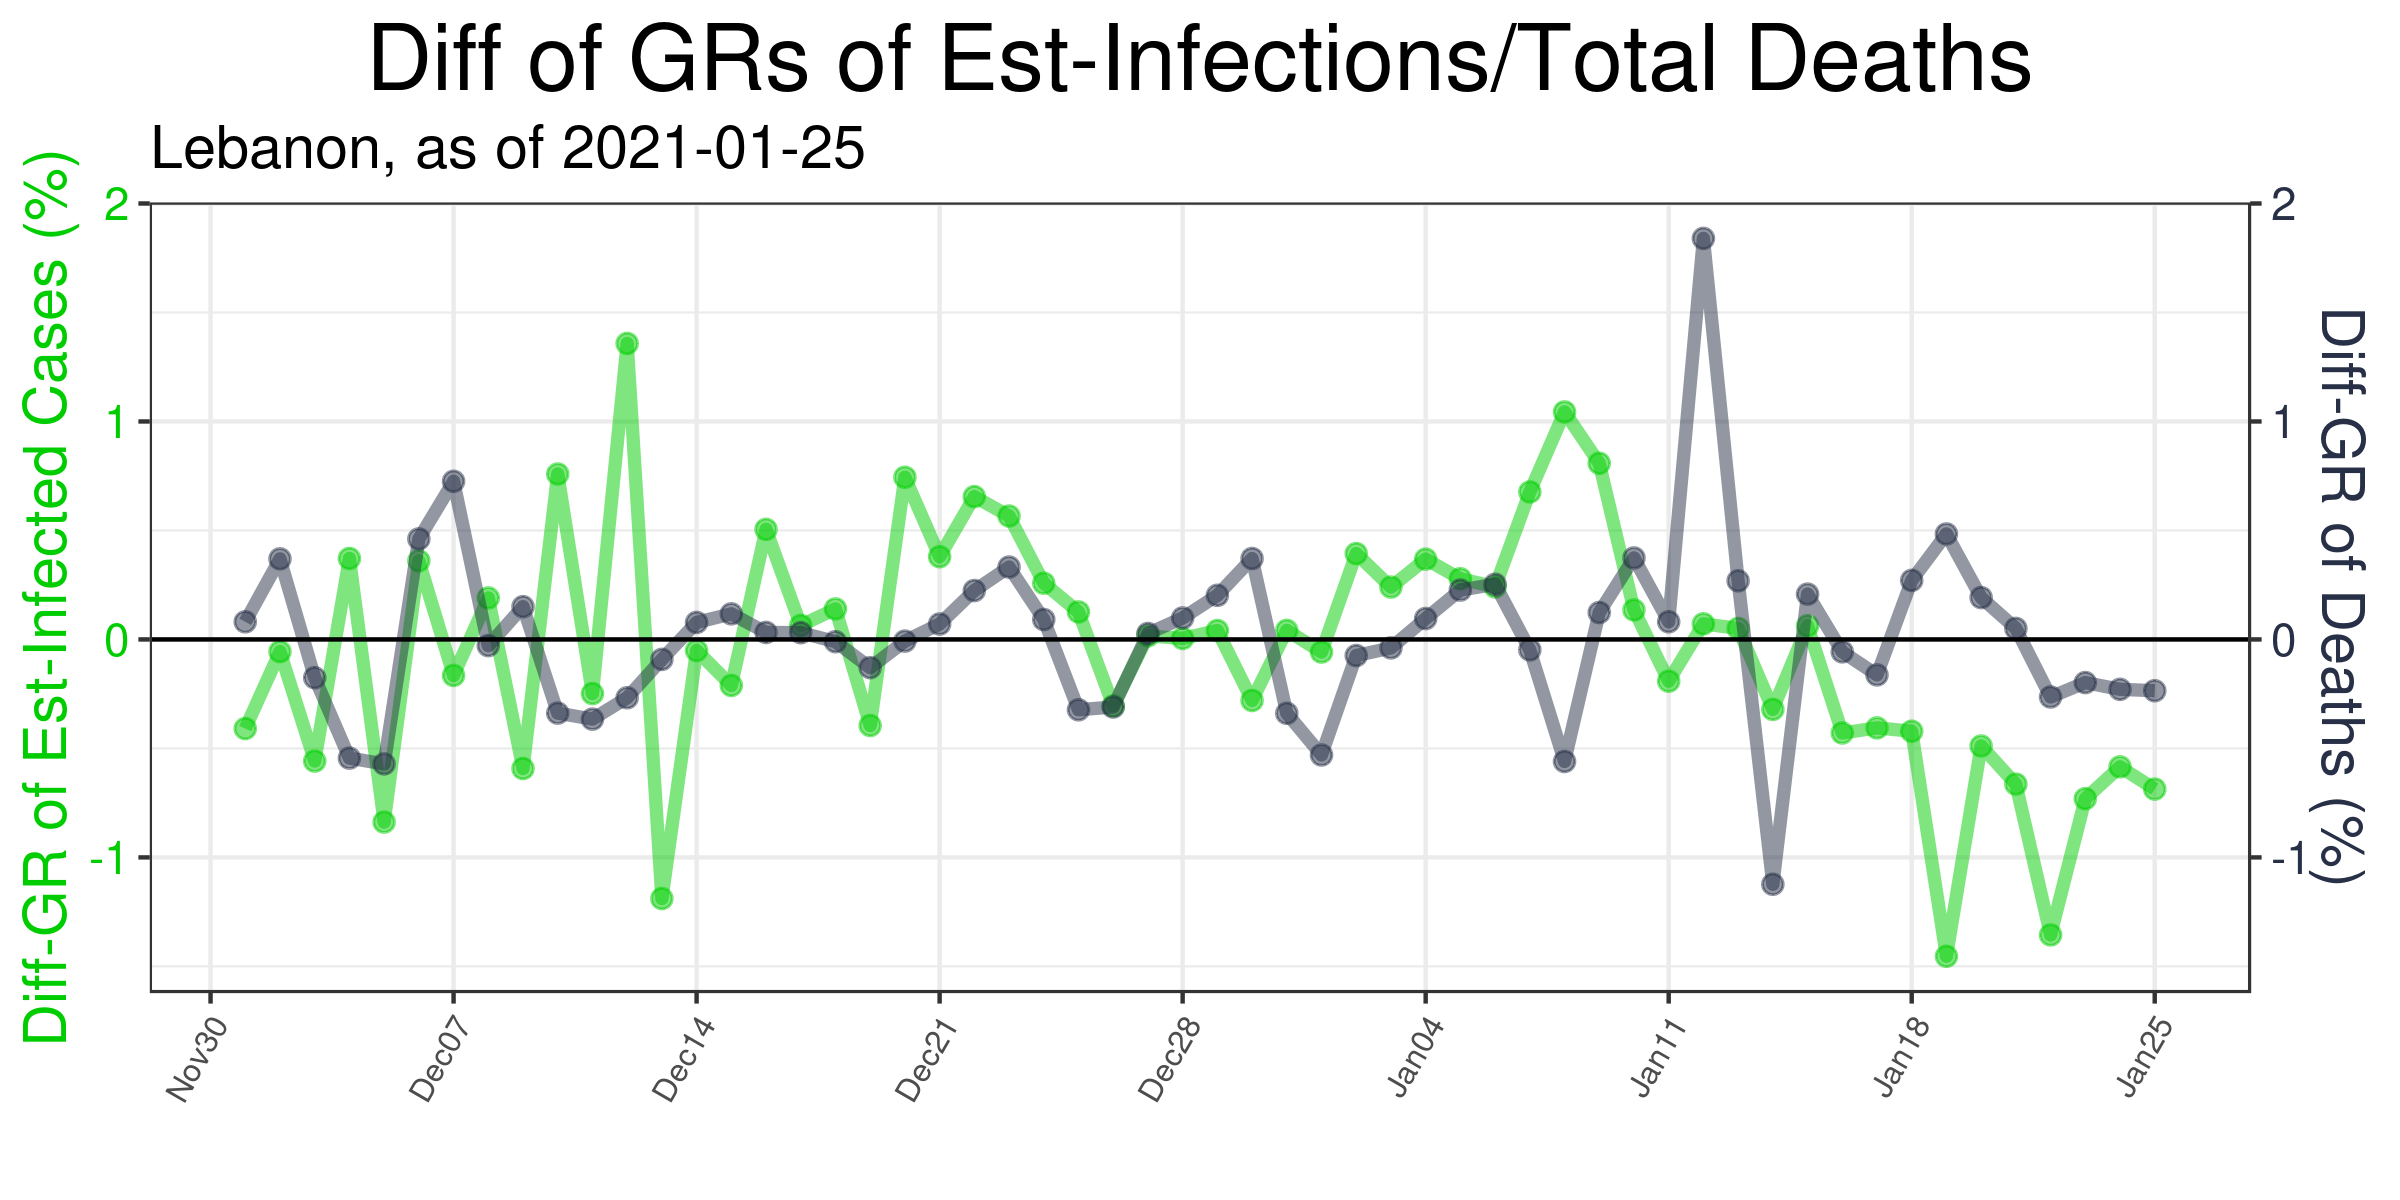 Diff of GRs of Est-Infections/Total Deaths
Lebanon, as of 2021-01-25
Diff-GR of Est-Infected Cases (%)
2
1
0
-1
2
1
0
-1
Diff-GR of Deaths (%)
Nov30
Dec07
Dec14
Dec21
Dec28
Jan04
Jan11
Jan18
Jan25